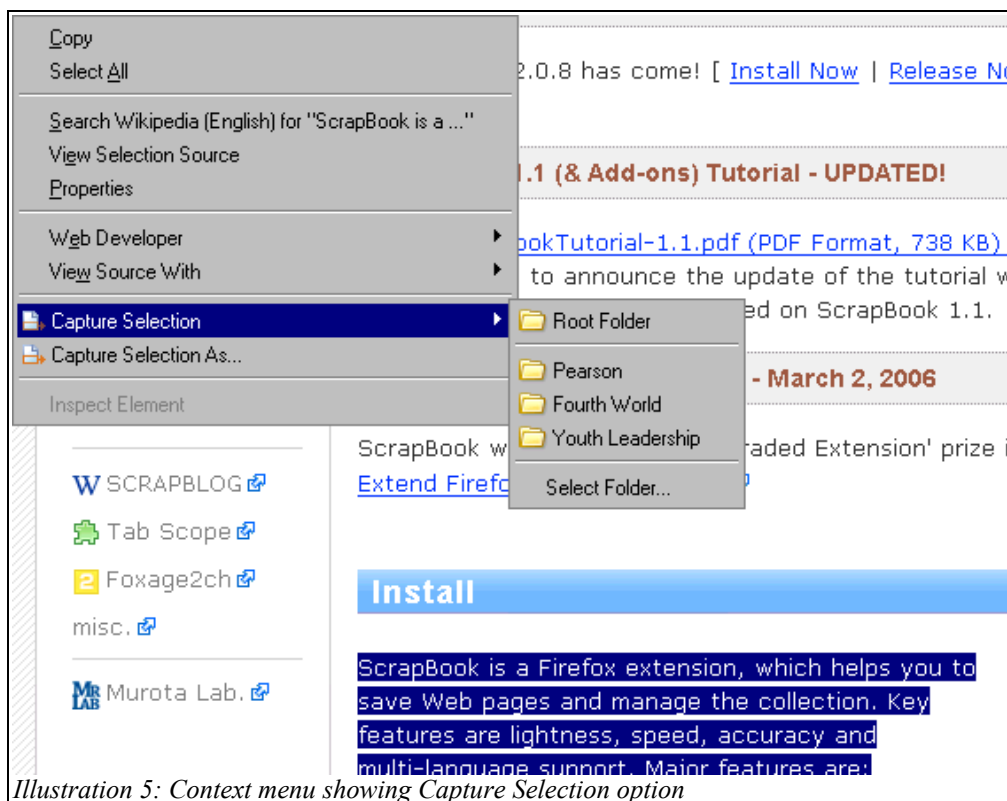 Copy
Select All
Search Wikipedia (English) for "ScrapBook is a ..."
View Selection Source
Properties
Web Developer
View Source With
Capture Selection
Capture Selection As...
Inspect Element
Root Folder
Pearson
Fourth World
Youth Leadership
Select Folder...
2.0.8 has come! [ Install Now | Release No
1.1 (& Add-ons) Tutorial - UPDATED!
ookTutorial-1.1.pdf (PDF Format, 738 KB)
to announce the update of the tutorial w
ed on ScrapBook 1.1.
- March 2, 2006
ScrapBook w raded Extension' prize i
Extend Firefo
W SCRAPBLOG
Tab Scope
2 Foxage2ch
misc.
MR LAB Murota Lab.
Install
ScrapBook is a Firefox extension, which helps you to
save Web pages and manage the collection. Key
features are lightness, speed, accuracy and
multi-language support. Major features are:
Illustration 5: Context menu showing Capture Selection option